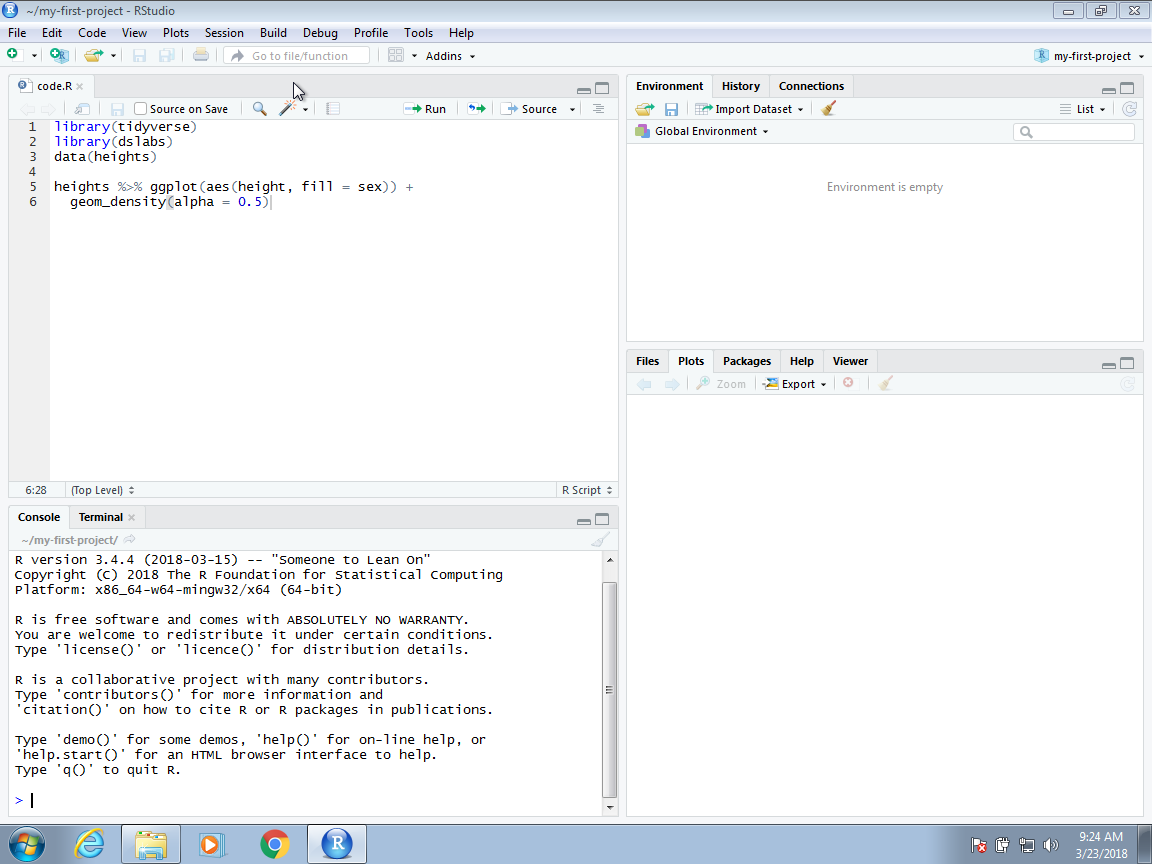 ~/my-first-project - RStudio
File Edit Code View Plots Session Build Debug Profile Tools Help
Go to file/function Addins my-first-project
code.R
Source on Save Run Source
1 library(tidyverse)
2 library(dslabs)
3 data(heights)
4
5 heights %>% ggplot(aes(height, fill = sex)) +
6 geom_density(alpha = 0.5)
6:28 (Top Level) R Script
Console Terminal
~/my-first-project/
R version 3.4.4 (2018-03-15) -- "Someone to Lean On"
Copyright (C) 2018 The R Foundation for Statistical Computing
Platform: x86_64-w64-mingw32/x64 (64-bit)
R is free software and comes with ABSOLUTELY NO WARRANTY.
You are welcome to redistribute it under certain conditions.
Type 'license()' or 'licence()' for distribution details.
R is a collaborative project with many contributors.
Type 'contributors()' for more information and
'citation()' on how to cite R or R packages in publications.
Type 'demo()' for some demos, 'help()' for on-line help, or
'help.start()' for an HTML browser interface to help.
Type 'q()' to quit R.
>
Environment History Connections
Import Dataset List
Global Environment
Environment is empty
Files Plots Packages Help Viewer
Zoom Export
9:24 AM
3/23/2018